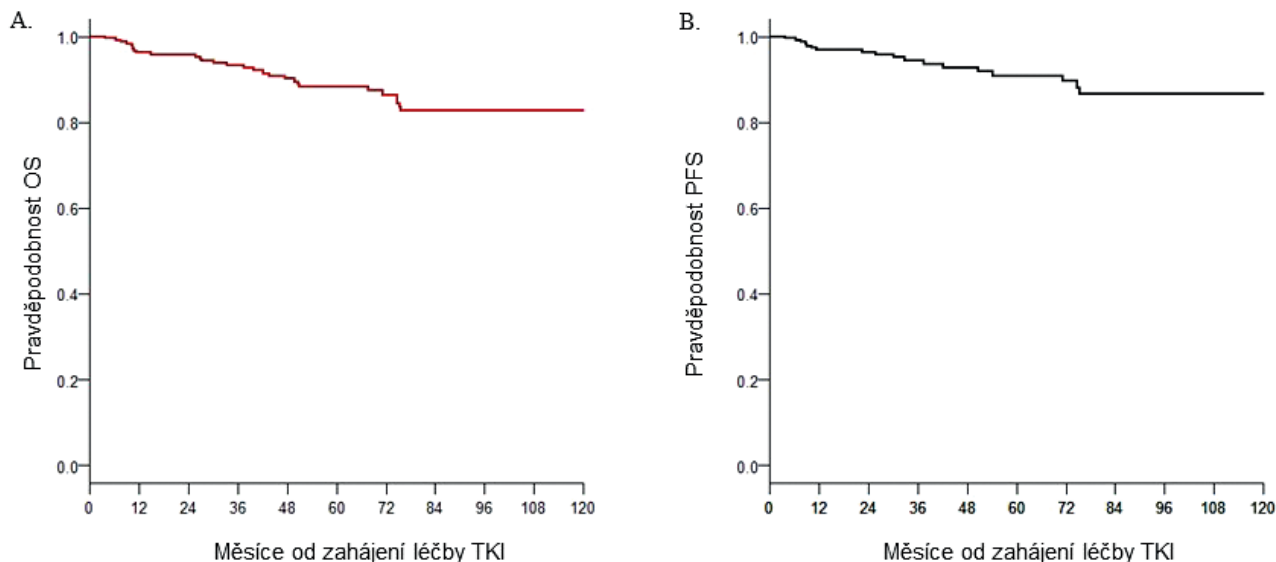 A.
Pravděpodobnost OS
1.0
0.8
0.6
0.4
0.2
0.0
0 12 24 36 48 60 72 84 96 108 120
Měsíce od zahájení léčby TKI
B.
Pravděpodobnost PFS
1.0
0.8
0.6
0.4
0.2
0.0
0 12 24 36 48 60 72 84 96 108 120
Měsíce od zahájení léčby TKI